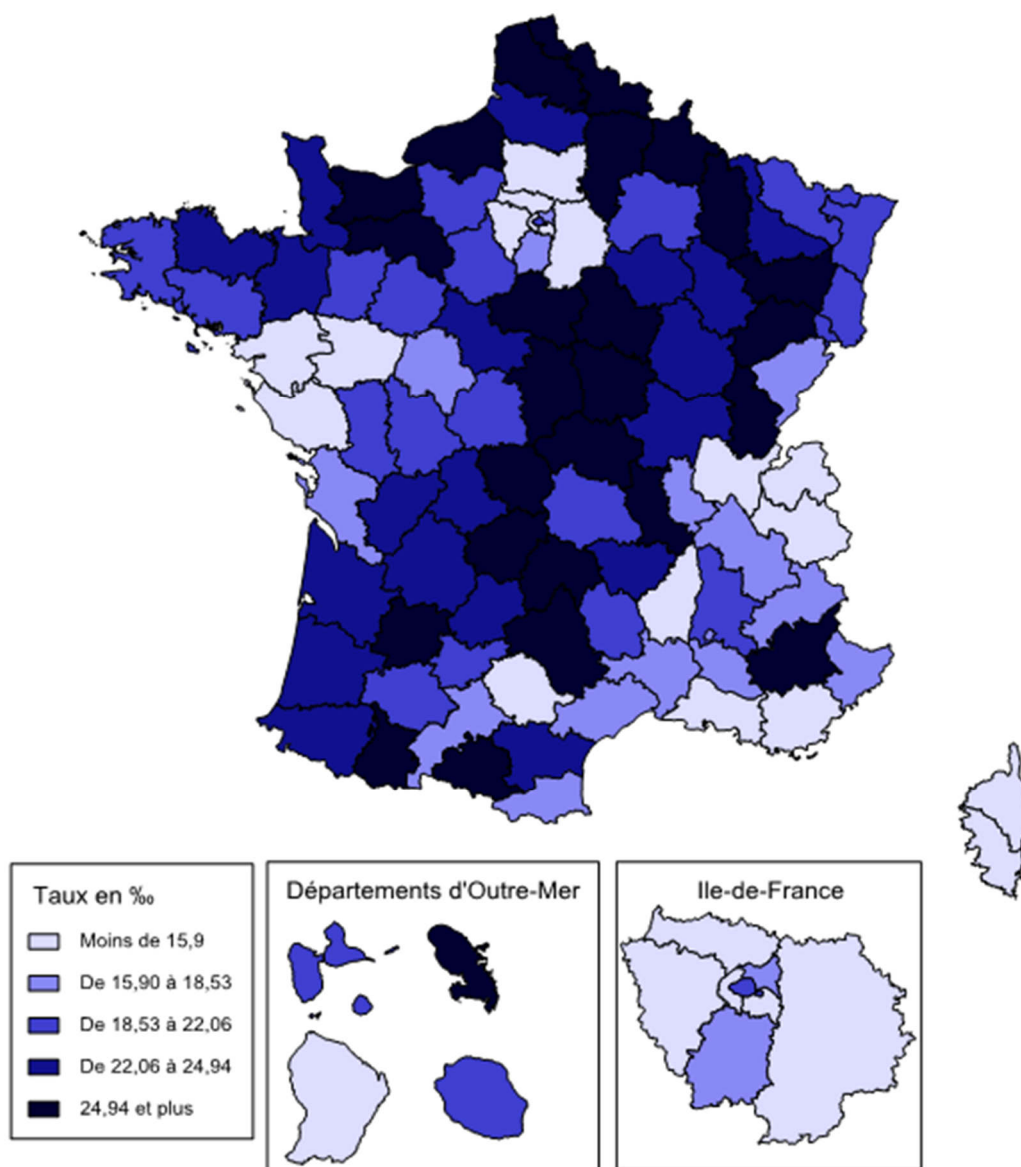 Taux en ‰
Moins de 15,9
De 15,90 à 18,53
De 18,53 à 22,06
De 22,06 à 24,94
24,94 et plus
Départements d'Outre-Mer
Ile-de-France